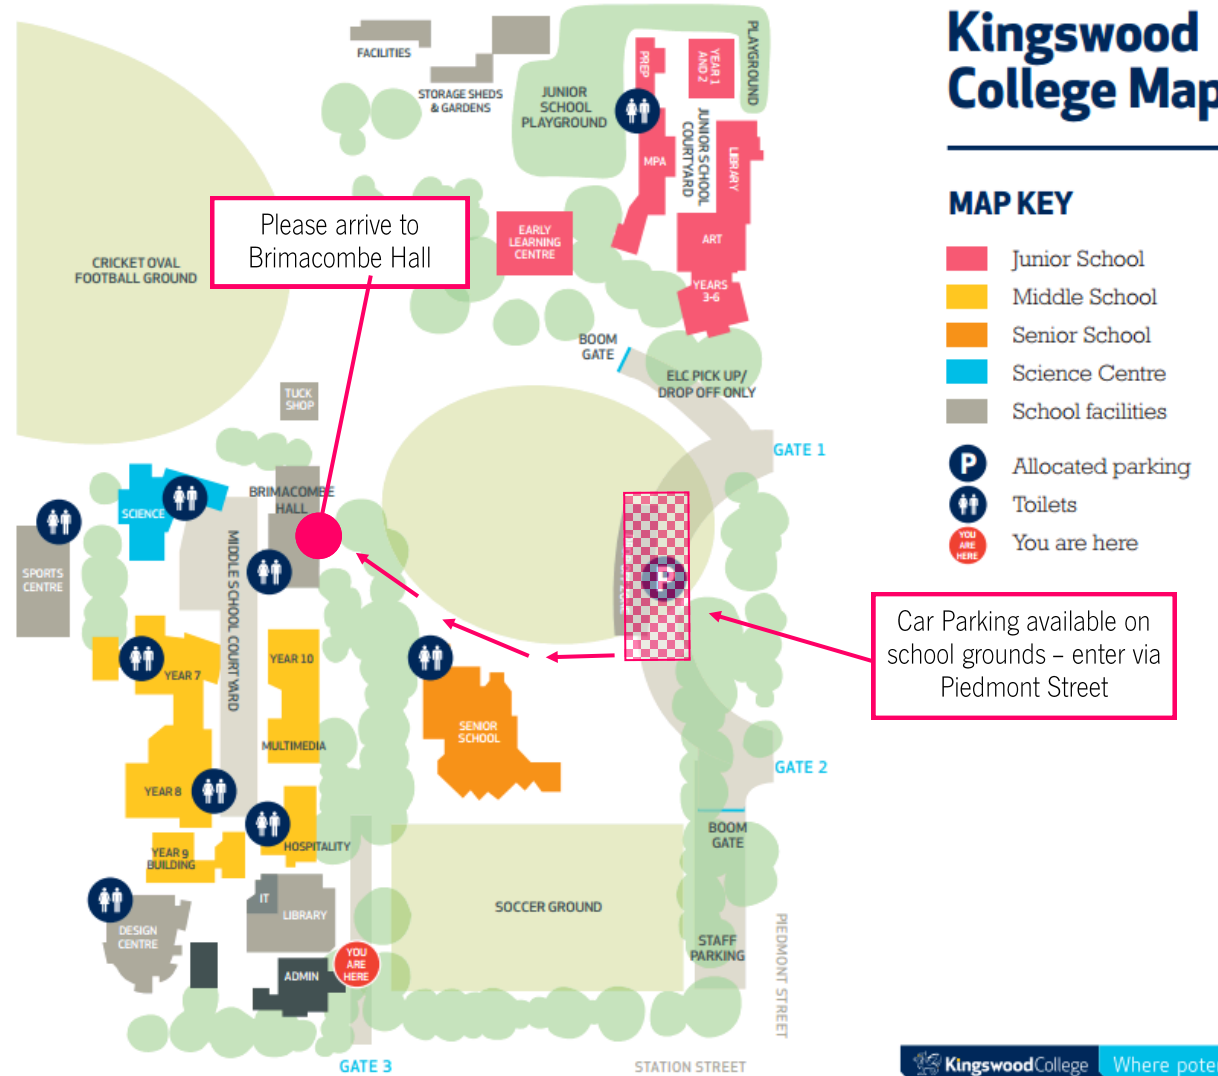 Kingswood
College Map
MAP KEY
Junior School
Middle School
Senior School
Science Centre
School facilities
P
Allocated parking
Toilets
YOU
ARE
HERE
You are here
FACILITIES
STORAGE SHEDS
& GARDENS
JUNIOR
SCHOOL
PLAYGROUND
PREP
YEAR 1
AND 2
PLAYGROUND
JUNIOR SCHOOL
COURTYARD
MPA
LIBRARY
ART
YEARS
3-6
EARLY
LEARNING
CENTRE
Please arrive to
Brimacombe Hall
CRICKET OVAL
FOOTBALL GROUND
BOOM
GATE
ELC PICK UP/
DROP OFF ONLY
TUCK
SHOP
GATE 1
BRIMACOMBE
HALL
SCIENCE
SPORTS
CENTRE
MIDDLE SCHOOL COURTYARD
P
Car Parking available on
school grounds – enter via
Piedmont Street
YEAR 7
YEAR 10
SENIOR
SCHOOL
MULTIMEDIA
GATE 2
YEAR 8
BOOM
GATE
HOSPITALITY
YEAR 9
BUILDING
IT
LIBRARY
SOCCER GROUND
DESIGN
CENTRE
STAFF
PARKING
PIEDMONT STREET
ADMIN
YOU
ARE
HERE
GATE 3
STATION STREET
KingswoodCollege
Where